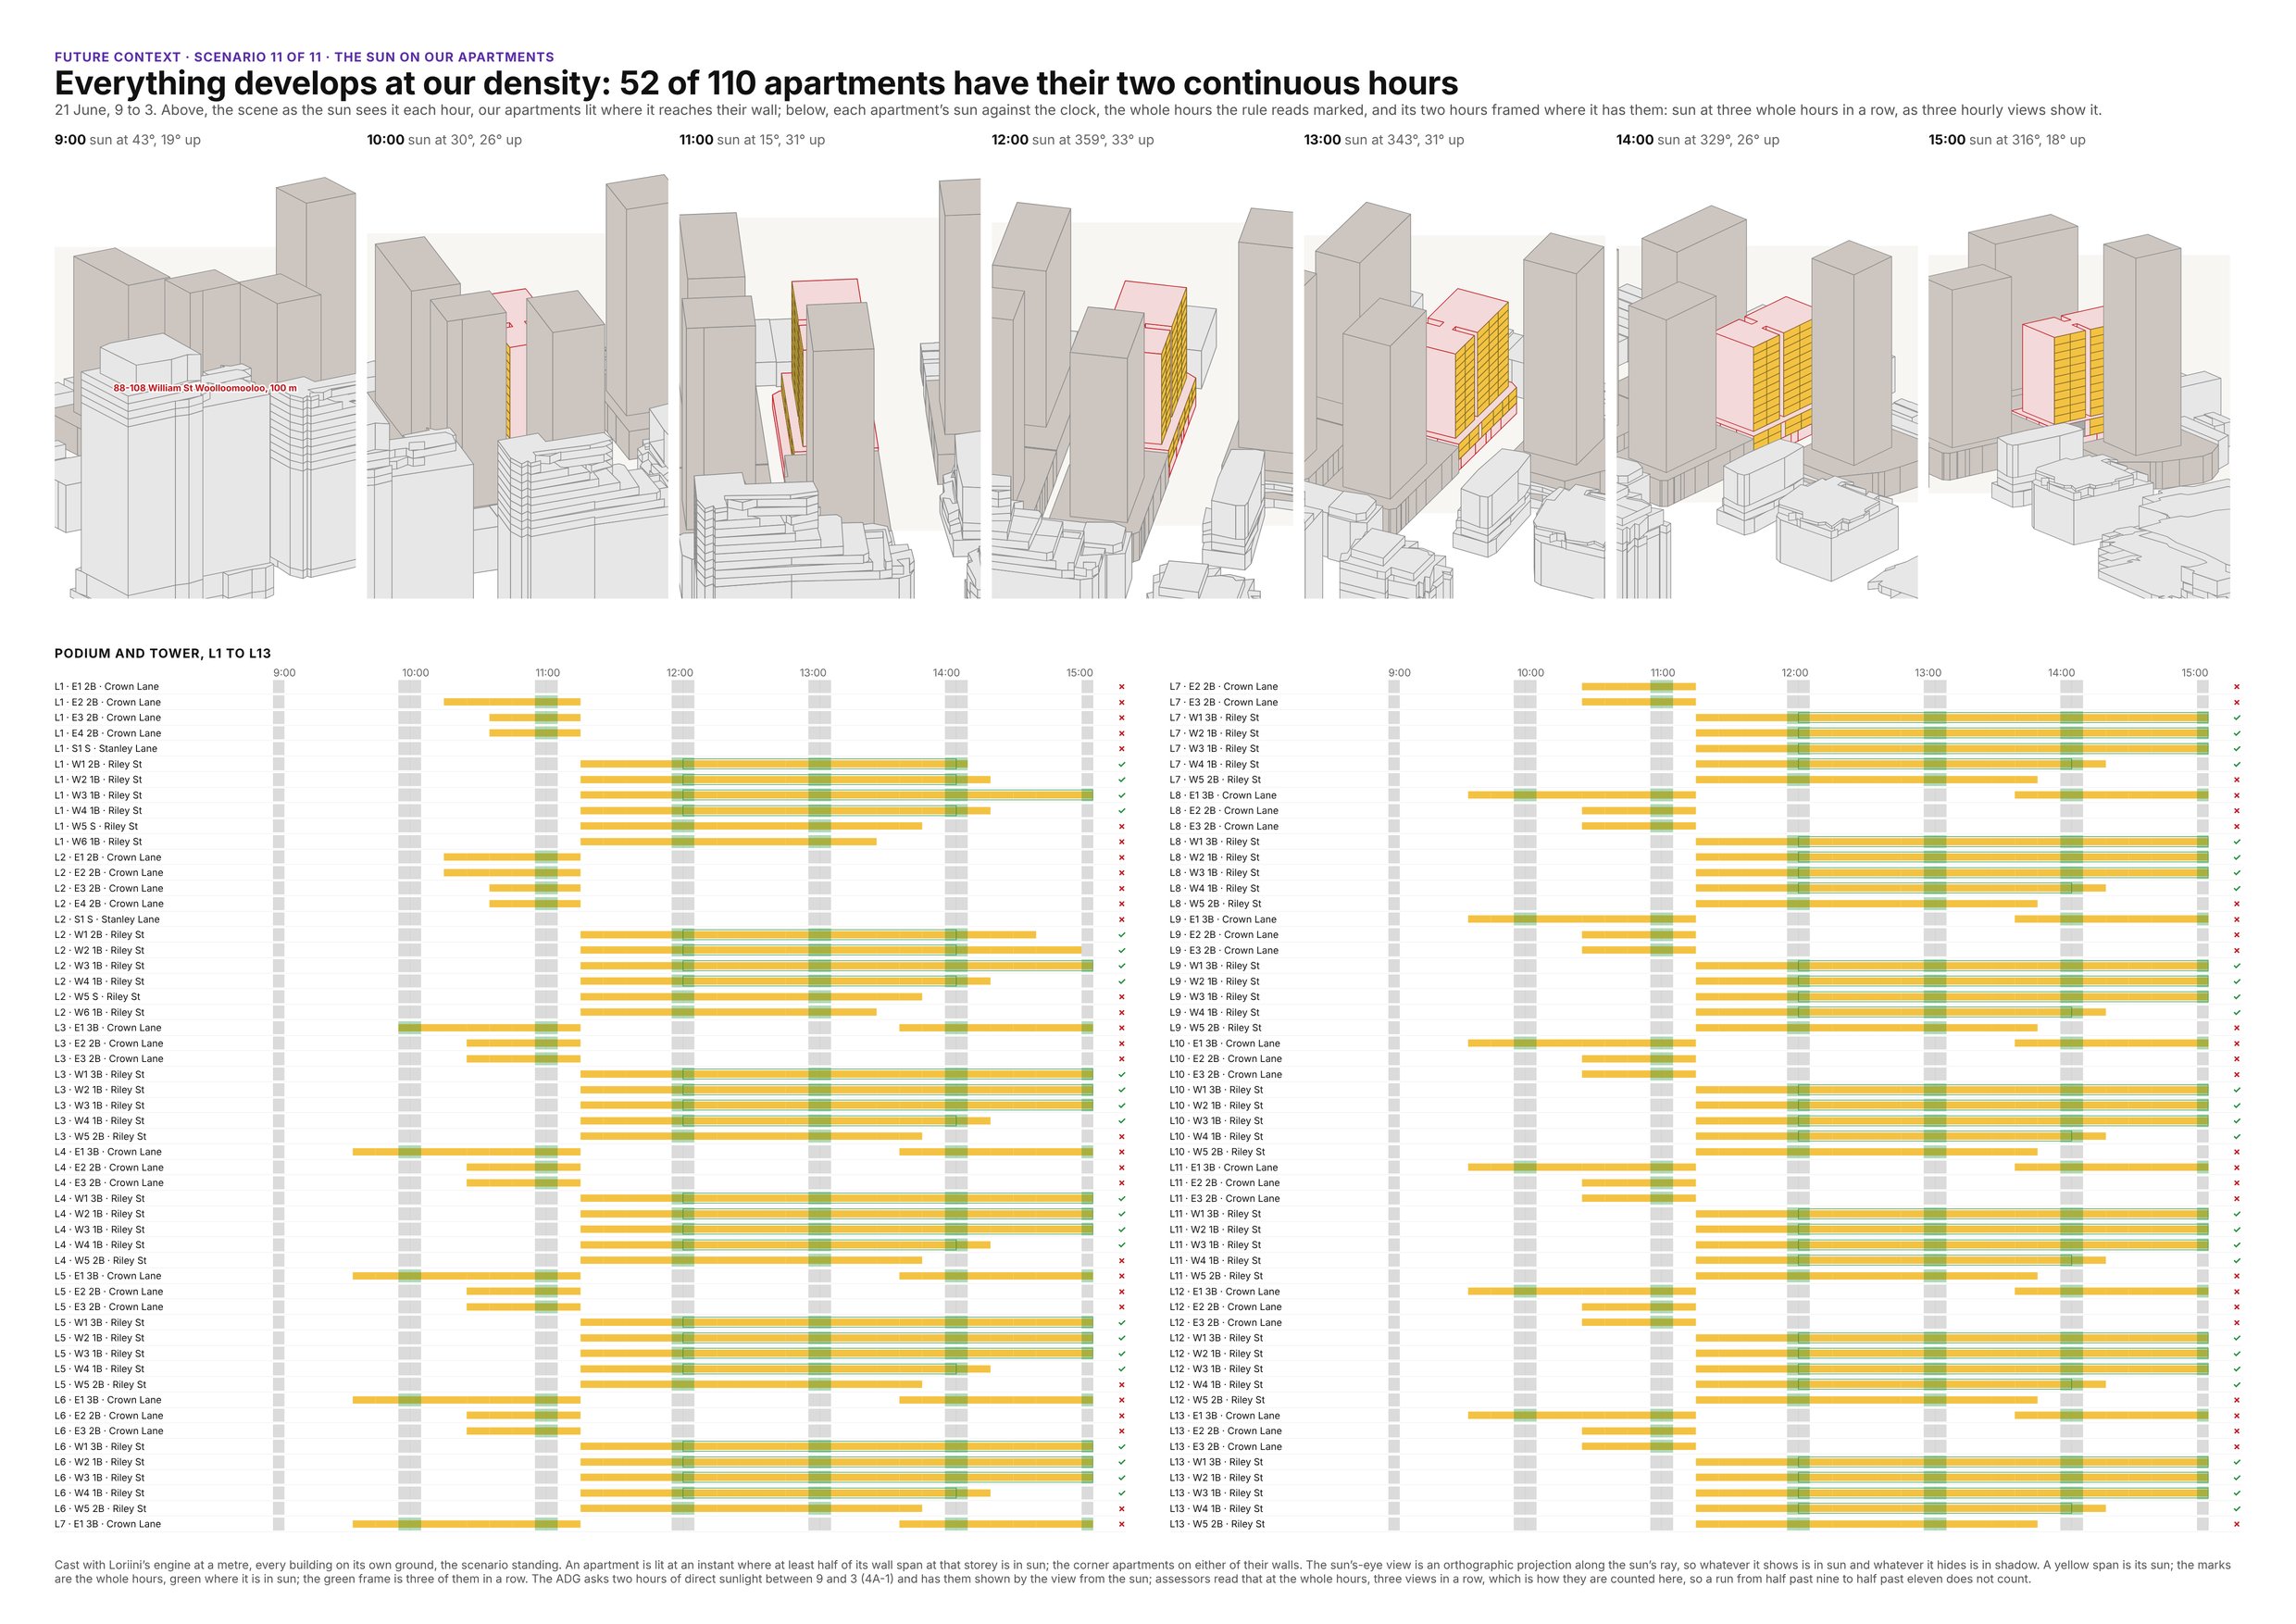 FUTURE CONTEXT · SCENARIO 11 OF 11 · THE SUN ON OUR APARTMENTS
Everything develops at our density: 52 of 110 apartments have their two continuous hours
21 June, 9 to 3. Above, the scene as the sun sees it each hour, our apartments lit where it reaches their wall; below, each apartment's sun against the clock, the whole hours the rule reads marked, and its two hours framed where it has them: sun at three whole hours in a row, as three hourly views show it.
9:00 sun at 43°, 19° up
10:00 sun at 30°, 26° up
11:00 sun at 15°, 31° up
12:00 sun at 359°, 33° up
13:00 sun at 343°, 31° up
14:00 sun at 329°, 26° up
15:00 sun at 316°, 18° up
88-108 William St Woolloomooloo, 100 m
PODIUM AND TOWER, L1 TO L13
9:00 10:00 11:00 12:00 13:00 14:00 15:00
L1 · E1 2B · Crown Lane
L1 · E2 2B · Crown Lane
L1 · E3 2B · Crown Lane
L1 · E4 2B · Crown Lane
L1 · S1 S · Stanley Lane
L1 · W1 2B · Riley St
L1 · W2 1B · Riley St
L1 · W3 1B · Riley St
L1 · W4 1B · Riley St
L1 · W5 S · Riley St
L1 · W6 1B · Riley St
L2 · E1 2B · Crown Lane
L2 · E2 2B · Crown Lane
L2 · E3 2B · Crown Lane
L2 · E4 2B · Crown Lane
L2 · S1 S · Stanley Lane
L2 · W1 2B · Riley St
L2 · W2 1B · Riley St
L2 · W3 1B · Riley St
L2 · W4 1B · Riley St
L2 · W5 S · Riley St
L2 · W6 1B · Riley St
L3 · E1 3B · Crown Lane
L3 · E2 2B · Crown Lane
L3 · E3 2B · Crown Lane
L3 · W1 3B · Riley St
L3 · W2 1B · Riley St
L3 · W3 1B · Riley St
L3 · W4 1B · Riley St
L3 · W5 2B · Riley St
L4 · E1 3B · Crown Lane
L4 · E2 2B · Crown Lane
L4 · E3 2B · Crown Lane
L4 · W1 3B · Riley St
L4 · W2 1B · Riley St
L4 · W3 1B · Riley St
L4 · W4 1B · Riley St
L4 · W5 2B · Riley St
L5 · E1 3B · Crown Lane
L5 · E2 2B · Crown Lane
L5 · E3 2B · Crown Lane
L5 · W1 3B · Riley St
L5 · W2 1B · Riley St
L5 · W3 1B · Riley St
L5 · W4 1B · Riley St
L5 · W5 2B · Riley St
L6 · E1 3B · Crown Lane
L6 · E2 2B · Crown Lane
L6 · E3 2B · Crown Lane
L6 · W1 3B · Riley St
L6 · W2 1B · Riley St
L6 · W3 1B · Riley St
L6 · W4 1B · Riley St
L6 · W5 2B · Riley St
L7 · E1 3B · Crown Lane
9:00 10:00 11:00 12:00 13:00 14:00 15:00
L7 · E2 2B · Crown Lane
L7 · E3 2B · Crown Lane
L7 · W1 3B · Riley St
L7 · W2 1B · Riley St
L7 · W3 1B · Riley St
L7 · W4 1B · Riley St
L7 · W5 2B · Riley St
L8 · E1 3B · Crown Lane
L8 · E2 2B · Crown Lane
L8 · E3 2B · Crown Lane
L8 · W1 3B · Riley St
L8 · W2 1B · Riley St
L8 · W3 1B · Riley St
L8 · W4 1B · Riley St
L8 · W5 2B · Riley St
L9 · E1 3B · Crown Lane
L9 · E2 2B · Crown Lane
L9 · E3 2B · Crown Lane
L9 · W1 3B · Riley St
L9 · W2 1B · Riley St
L9 · W3 1B · Riley St
L9 · W4 1B · Riley St
L9 · W5 2B · Riley St
L10 · E1 3B · Crown Lane
L10 · E2 2B · Crown Lane
L10 · E3 2B · Crown Lane
L10 · W1 3B · Riley St
L10 · W2 1B · Riley St
L10 · W3 1B · Riley St
L10 · W4 1B · Riley St
L10 · W5 2B · Riley St
L11 · E1 3B · Crown Lane
L11 · E2 2B · Crown Lane
L11 · E3 2B · Crown Lane
L11 · W1 3B · Riley St
L11 · W2 1B · Riley St
L11 · W3 1B · Riley St
L11 · W4 1B · Riley St
L11 · W5 2B · Riley St
L12 · E1 3B · Crown Lane
L12 · E2 2B · Crown Lane
L12 · E3 2B · Crown Lane
L12 · W1 3B · Riley St
L12 · W2 1B · Riley St
L12 · W3 1B · Riley St
L12 · W4 1B · Riley St
L12 · W5 2B · Riley St
L13 · E1 3B · Crown Lane
L13 · E2 2B · Crown Lane
L13 · E3 2B · Crown Lane
L13 · W1 3B · Riley St
L13 · W2 1B · Riley St
L13 · W3 1B · Riley St
L13 · W4 1B · Riley St
L13 · W5 2B · Riley St
Cast with Loriini's engine at a metre, every building on its own ground, the scenario standing. An apartment is lit at an instant where at least half of its wall span at that storey is in sun; the corner apartments on either of their walls. The sun's-eye view is an orthographic projection along the sun's ray, so whatever it shows is in sun and whatever it hides is in shadow. A yellow span is its sun; the marks
are the whole hours, green where it is in sun; the green frame is three of them in a row. The ADG asks two hours of direct sunlight between 9 and 3 (4A-1) and has them shown by the view from the sun; assessors read that at the whole hours, three views in a row, which is how they are counted here, so a run from half past nine to half past eleven does not count.